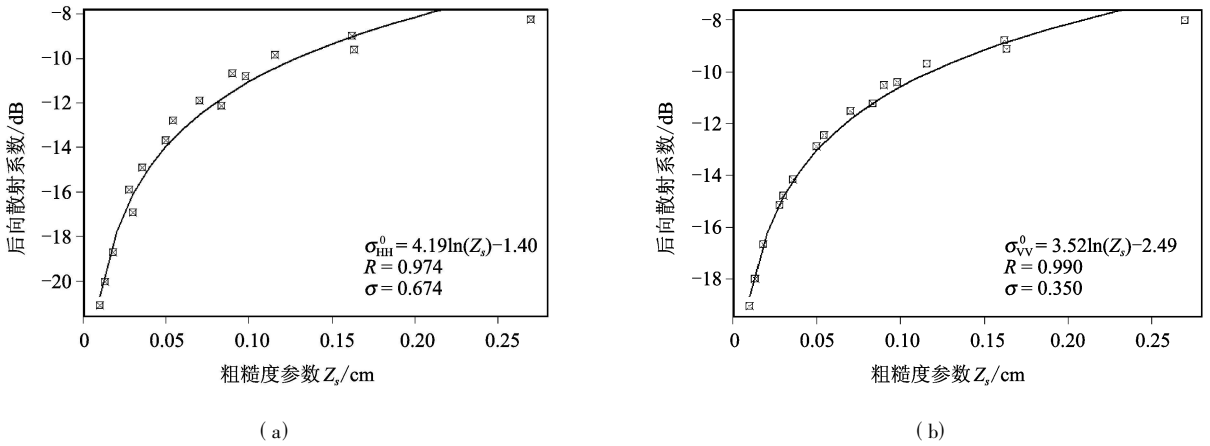 −8
−10
−12
−14
−16
−18
−20
后向散射系数/dB
σ⁰HH = 4.19ln(Zs)−1.40
R = 0.974
σ = 0.674
0 0.05 0.10 0.15 0.20 0.25
粗糙度参数 Zs/cm
(a)
−8
−10
−12
−14
−16
−18
后向散射系数/dB
σ⁰VV = 3.52ln(Zs)−2.49
R = 0.990
σ = 0.350
0 0.05 0.10 0.15 0.20 0.25
粗糙度参数 Zs/cm
(b)